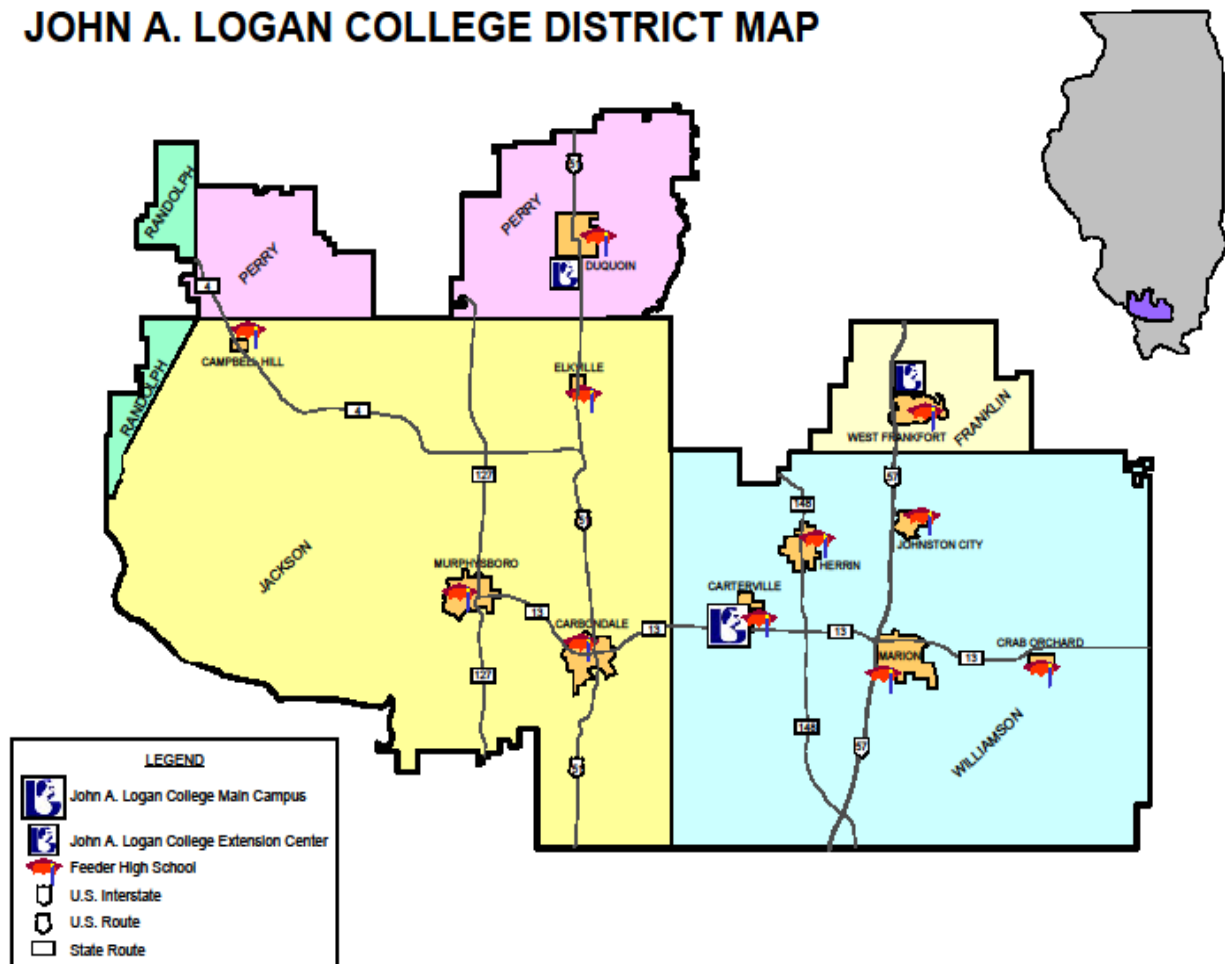 JOHN A. LOGAN COLLEGE DISTRICT MAP
RANDOLPH
PERRY
PERRY
51
DUQUOIN
4
CAMPBELL HILL
ELKVILLE
RANDOLPH
4
WEST FRANKFORT
FRANKLIN
127
57
148
51
JOHNSTON CITY
HERRIN
JACKSON
MURPHYSBORO
CARTERVILLE
13
CARBONDALE
13
13
MARION
13
CRAB ORCHARD
127
148
57
51
WILLIAMSON
LEGEND
John A. Logan College Main Campus
John A. Logan College Extension Center
Feeder High School
U.S. Interstate
U.S. Route
State Route